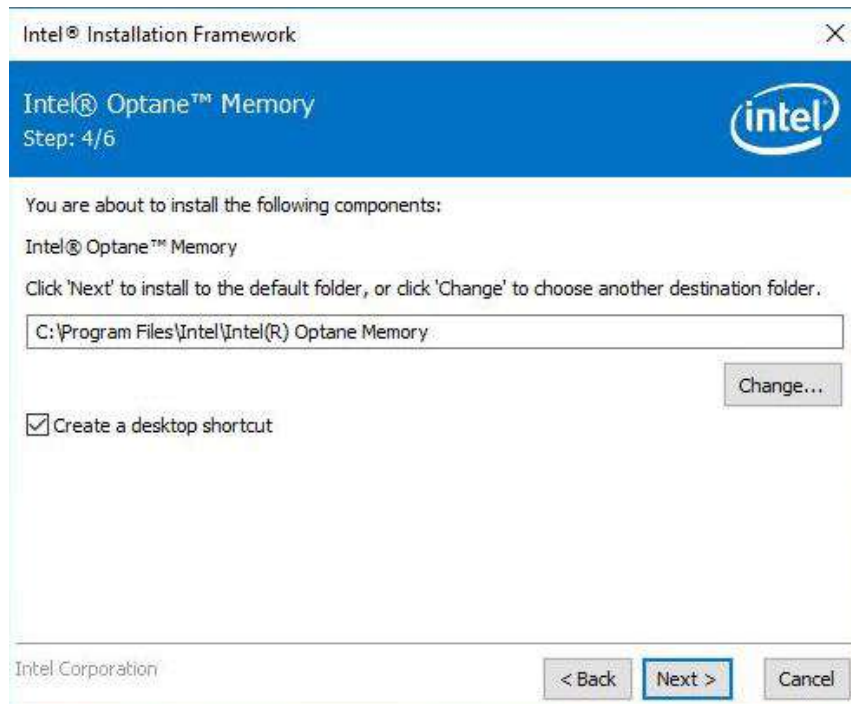 Intel® Installation Framework
Intel® Optane™ Memory
Step: 4/6
intel
You are about to install the following components:
Intel® Optane™ Memory
Click 'Next' to install to the default folder, or click 'Change' to choose another destination folder.
C:\Program Files\Intel\Intel(R) Optane Memory
Change...
Create a desktop shortcut
Intel Corporation
< Back Next > Cancel